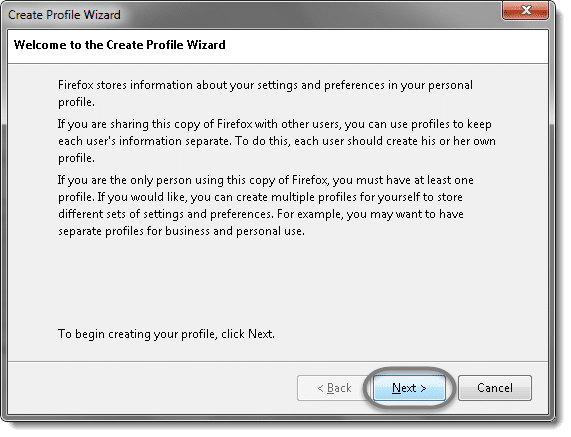 Create Profile Wizard
Welcome to the Create Profile Wizard
Firefox stores information about your settings and preferences in your personal
profile.
If you are sharing this copy of Firefox with other users, you can use profiles to keep
each user's information separate. To do this, each user should create his or her own
profile.
If you are the only person using this copy of Firefox, you must have at least one
profile. If you would like, you can create multiple profiles for yourself to store
different sets of settings and preferences. For example, you may want to have
separate profiles for business and personal use.
To begin creating your profile, click Next.
< Back Next > Cancel